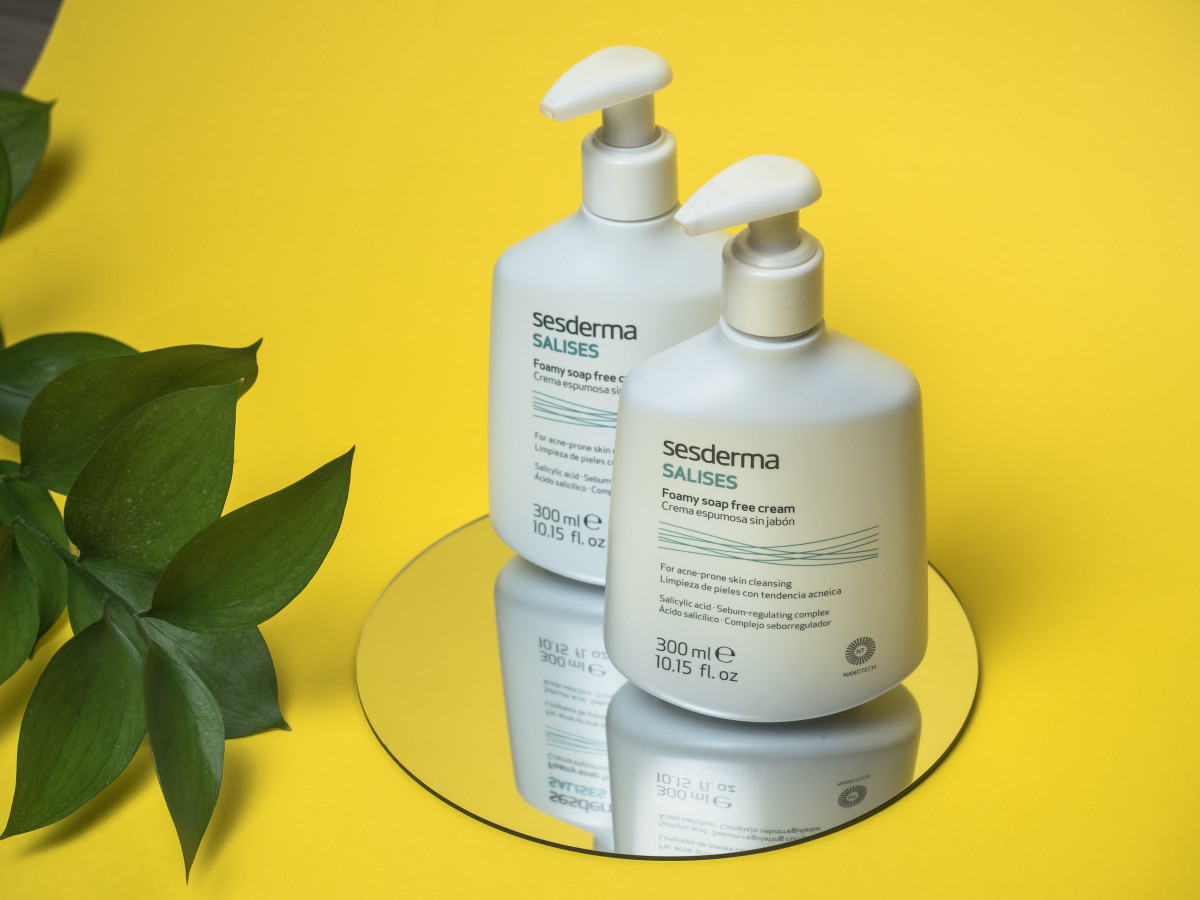 sesderma
SALISES
Foamy soap free
Crema espumosa
For acne-prone skin
Limpieza de pieles
Salicylic acid · Sebum
Ácido salicílico · Comp
300 ml ℮
10.15 fl. oz
sesderma
SALISES
Foamy soap free cream
Crema espumosa sin jabón
For acne-prone skin cleansing
Limpieza de pieles con tendencia acneica
Salicylic acid · Sebum-regulating complex
Ácido salicílico · Complejo seborregulador
300 ml ℮
10.15 fl. oz
NT
NANOTECH